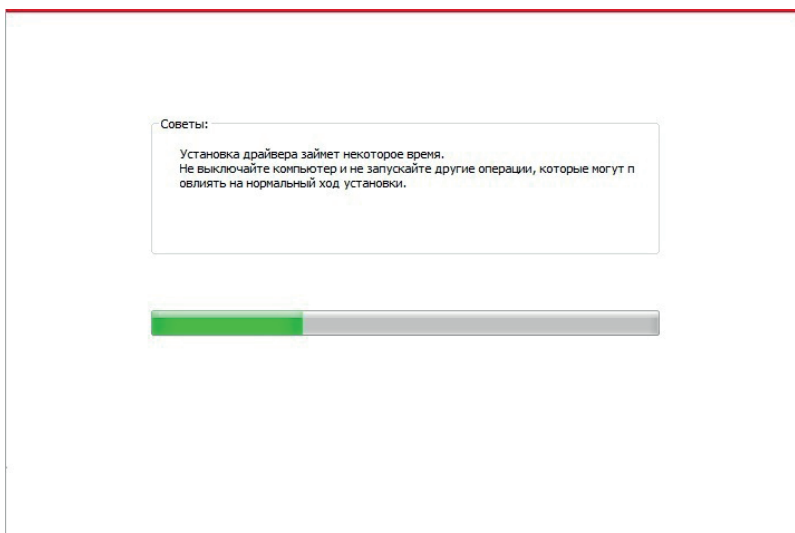 Советы:
Установка драйвера займет некоторое время.
Не выключайте компьютер и не запускайте другие операции, которые могут п
овлиять на нормальный ход установки.